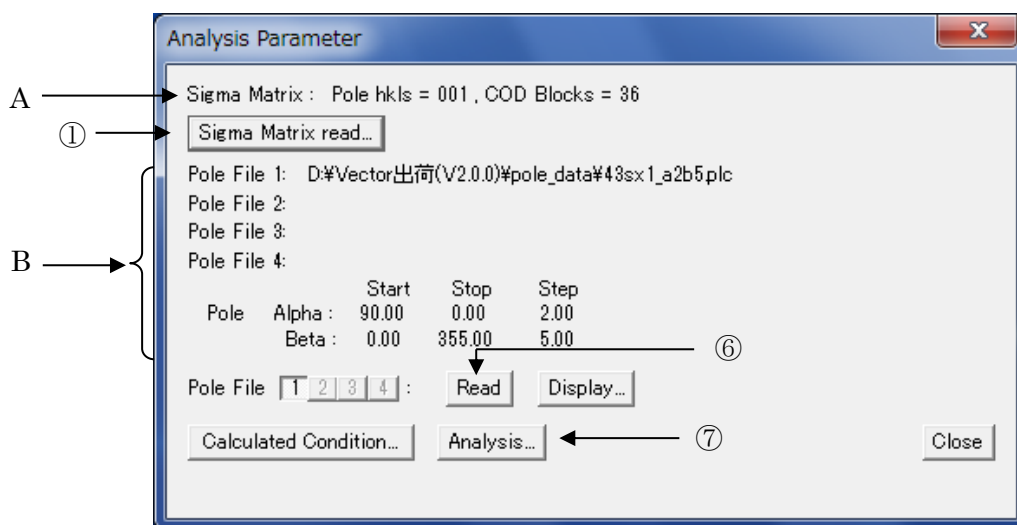 Analysis Parameter
x
A
Sigma Matrix : Pole hkls = 001 , COD Blocks = 36
①
Sigma Matrix read...
Pole File 1: D:¥Vector出荷(V2.0.0)¥pole_data¥43sx1_a2b5.plc
Pole File 2:
Pole File 3:
B
Pole File 4:
Start Stop Step
Pole Alpha : 90.00 0.00 2.00
Beta : 0.00 355.00 5.00
⑥
Pole File 1 2 3 4 : Read Display...
Calculated Condition... Analysis... ⑦ Close